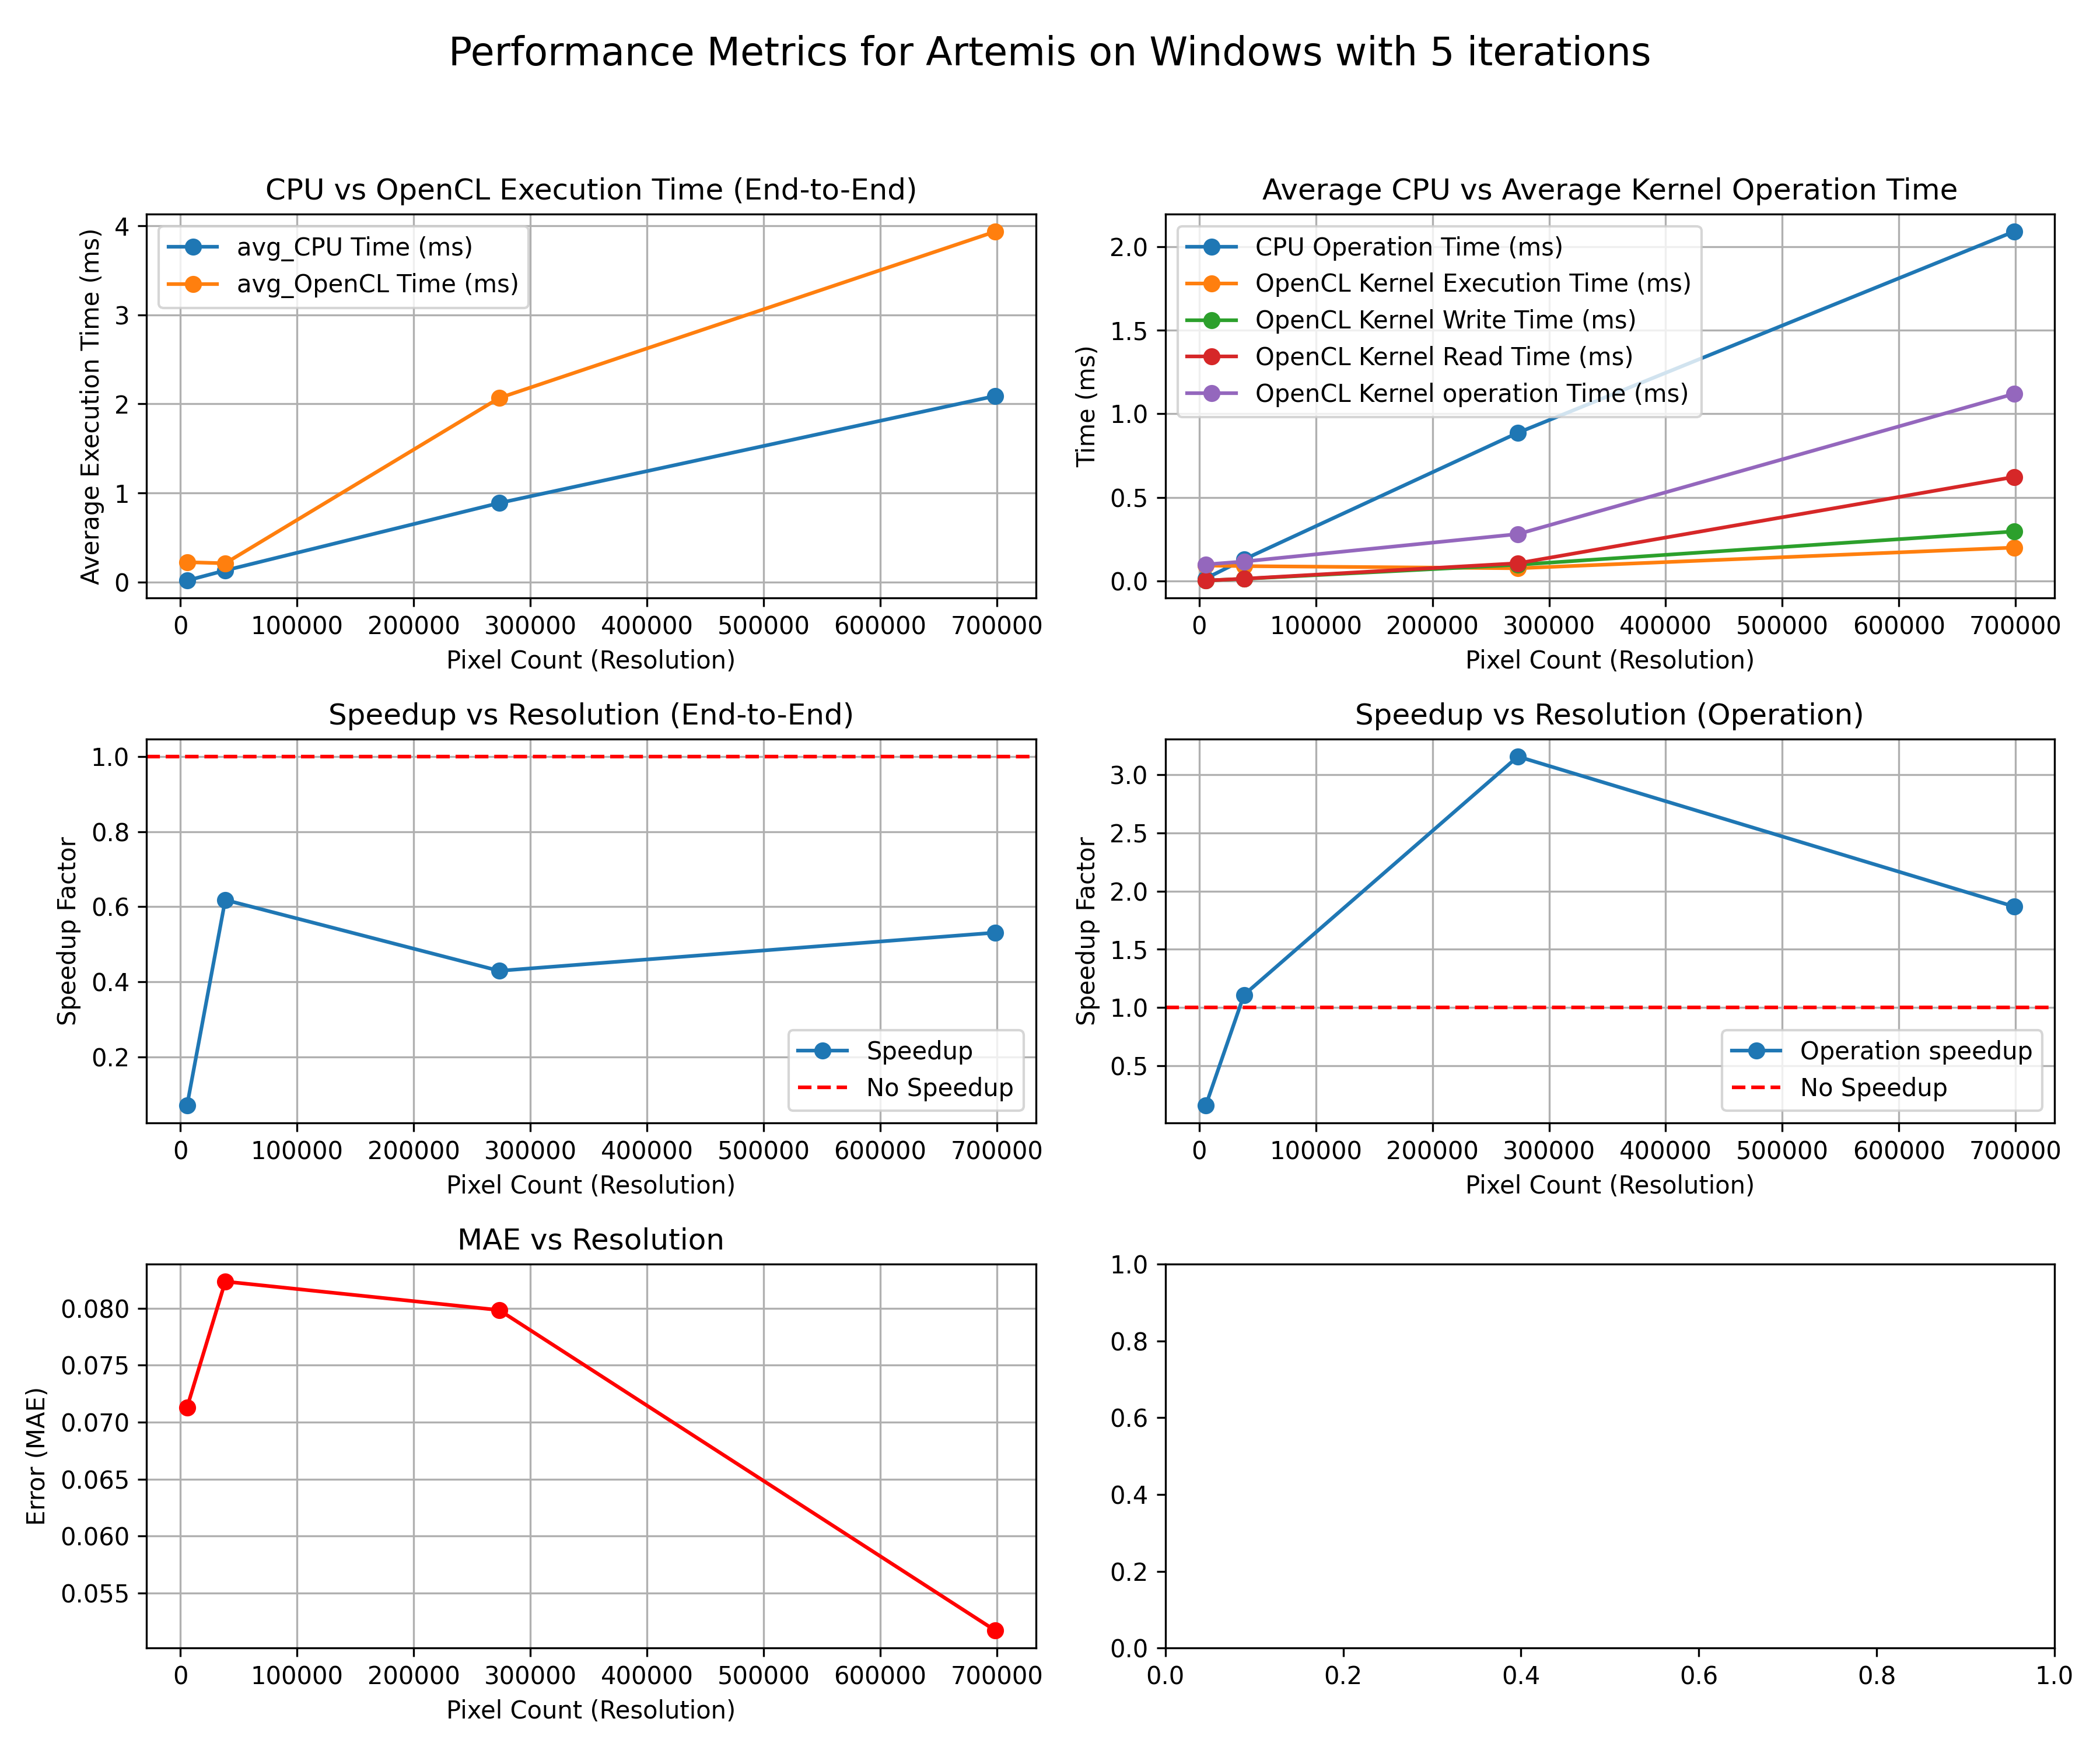 Performance Metrics for Artemis on Windows with 5 iterations
CPU vs OpenCL Execution Time (End-to-End)
Average Execution Time (ms)
4
3
2
1
0
avg_CPU Time (ms)
avg_OpenCL Time (ms)
0 100000 200000 300000 400000 500000 600000 700000
Pixel Count (Resolution)
Average CPU vs Average Kernel Operation Time
Time (ms)
2.0
1.5
1.0
0.5
0.0
CPU Operation Time (ms)
OpenCL Kernel Execution Time (ms)
OpenCL Kernel Write Time (ms)
OpenCL Kernel Read Time (ms)
OpenCL Kernel operation Time (ms)
0 100000 200000 300000 400000 500000 600000 700000
Pixel Count (Resolution)
Speedup vs Resolution (End-to-End)
Speedup Factor
1.0
0.8
0.6
0.4
0.2
Speedup
No Speedup
0 100000 200000 300000 400000 500000 600000 700000
Pixel Count (Resolution)
Speedup vs Resolution (Operation)
Speedup Factor
3.0
2.5
2.0
1.5
1.0
0.5
Operation speedup
No Speedup
0 100000 200000 300000 400000 500000 600000 700000
Pixel Count (Resolution)
MAE vs Resolution
Error (MAE)
0.080
0.075
0.070
0.065
0.060
0.055
0 100000 200000 300000 400000 500000 600000 700000
Pixel Count (Resolution)
1.0
0.8
0.6
0.4
0.2
0.0
0.0 0.2 0.4 0.6 0.8 1.0